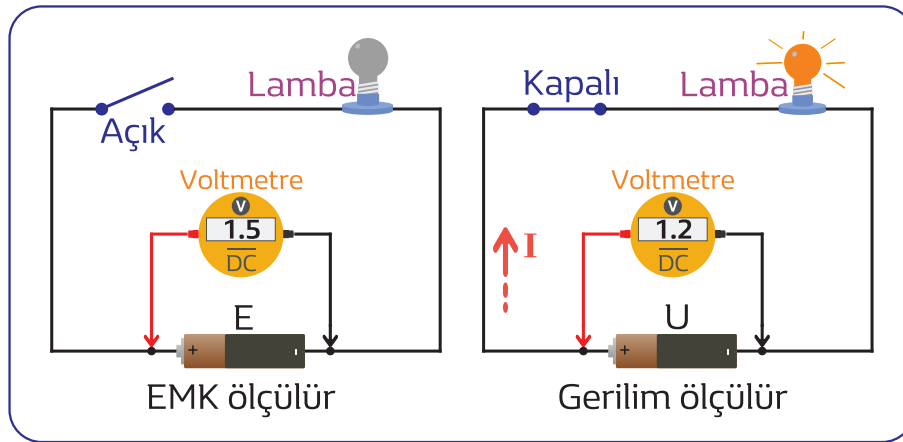 Lamba
Açık
Voltmetre
V
1.5
DC
E
+ -
EMK ölçülür
Kapalı
Lamba
Voltmetre
V
1.2
DC
I
U
+ -
Gerilim ölçülür